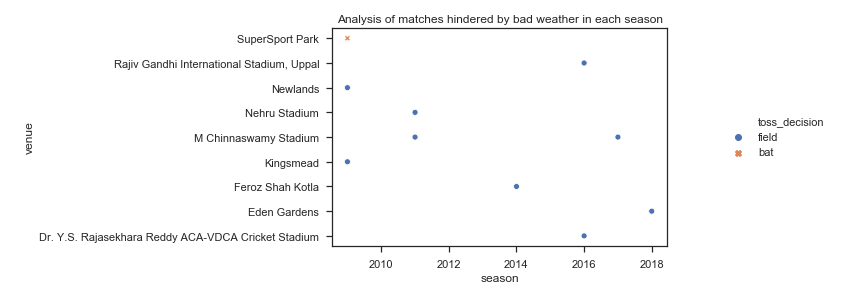 Analysis of matches hindered by bad weather in each season
SuperSport Park
Rajiv Gandhi International Stadium, Uppal
Newlands
Nehru Stadium
M Chinnaswamy Stadium
Kingsmead
Feroz Shah Kotla
Eden Gardens
Dr. Y.S. Rajasekhara Reddy ACA-VDCA Cricket Stadium
venue
2010 2012 2014 2016 2018
season
toss_decision
field
bat